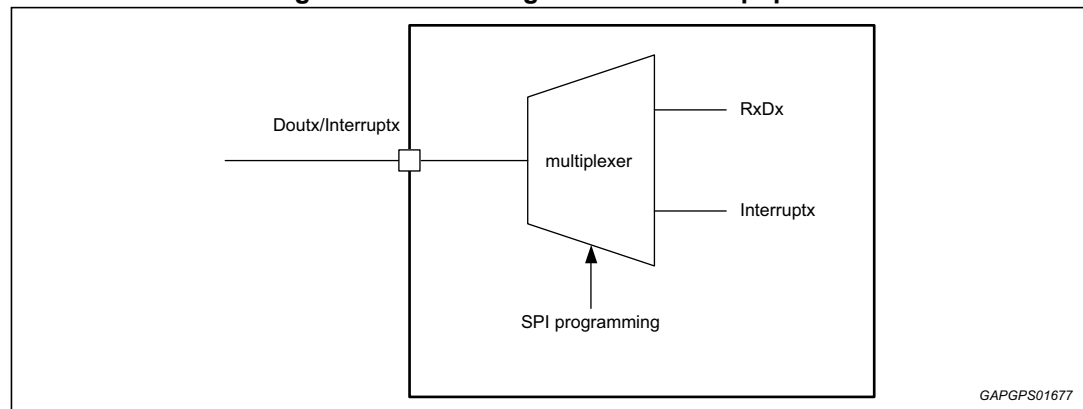 Doutx/Interruptx
RxDx
multiplexer
Interruptx
SPI programming
GAPGPS01677